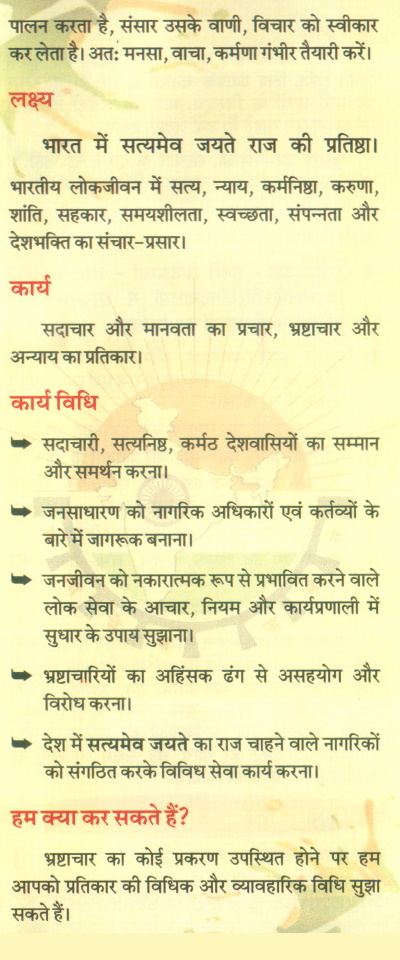 पालन करता है, संसार उसके वाणी, विचार को स्वीकार
कर लेता है। अतः मनसा, वाचा, कर्मणा गंभीर तैयारी करें।
लक्ष्य
भारत में सत्यमेव जयते राज की प्रतिष्ठा।
भारतीय लोकजीवन में सत्य, न्याय, कर्मनिष्ठा, करुणा,
शांति, सहकार, समयशीलता, स्वच्छता, संपन्नता और
देशभक्ति का संचार-प्रसार।
कार्य
सदाचार और मानवता का प्रचार, भ्रष्टाचार और
अन्याय का प्रतिकार।
कार्य विधि
➥ सदाचारी, सत्यनिष्ठ, कर्मठ देशवासियों का सम्मान
और समर्थन करना।
➥ जनसाधारण को नागरिक अधिकारों एवं कर्तव्यों के
बारे में जागरूक बनाना।
➥ जनजीवन को नकारात्मक रूप से प्रभावित करने वाले
लोक सेवा के आचार, नियम और कार्यप्रणाली में
सुधार के उपाय सुझाना।
➥ भ्रष्टाचारियों का अहिंसक ढंग से असहयोग और
विरोध करना।
➥ देश में सत्यमेव जयते का राज चाहने वाले नागरिकों
को संगठित करके विविध सेवा कार्य करना।
हम क्या कर सकते हैं?
भ्रष्टाचार का कोई प्रकरण उपस्थित होने पर हम
आपको प्रतिकार की विधिक और व्यावहारिक विधि सुझा
सकते हैं।